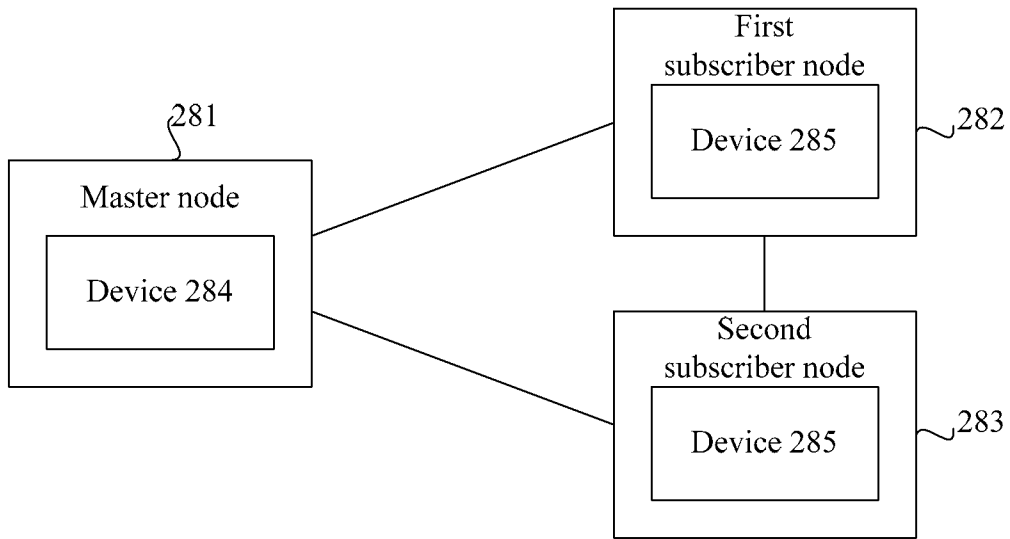 281
Master node
Device 284
First
subscriber node
Device 285
282
Second
subscriber node
Device 285
283